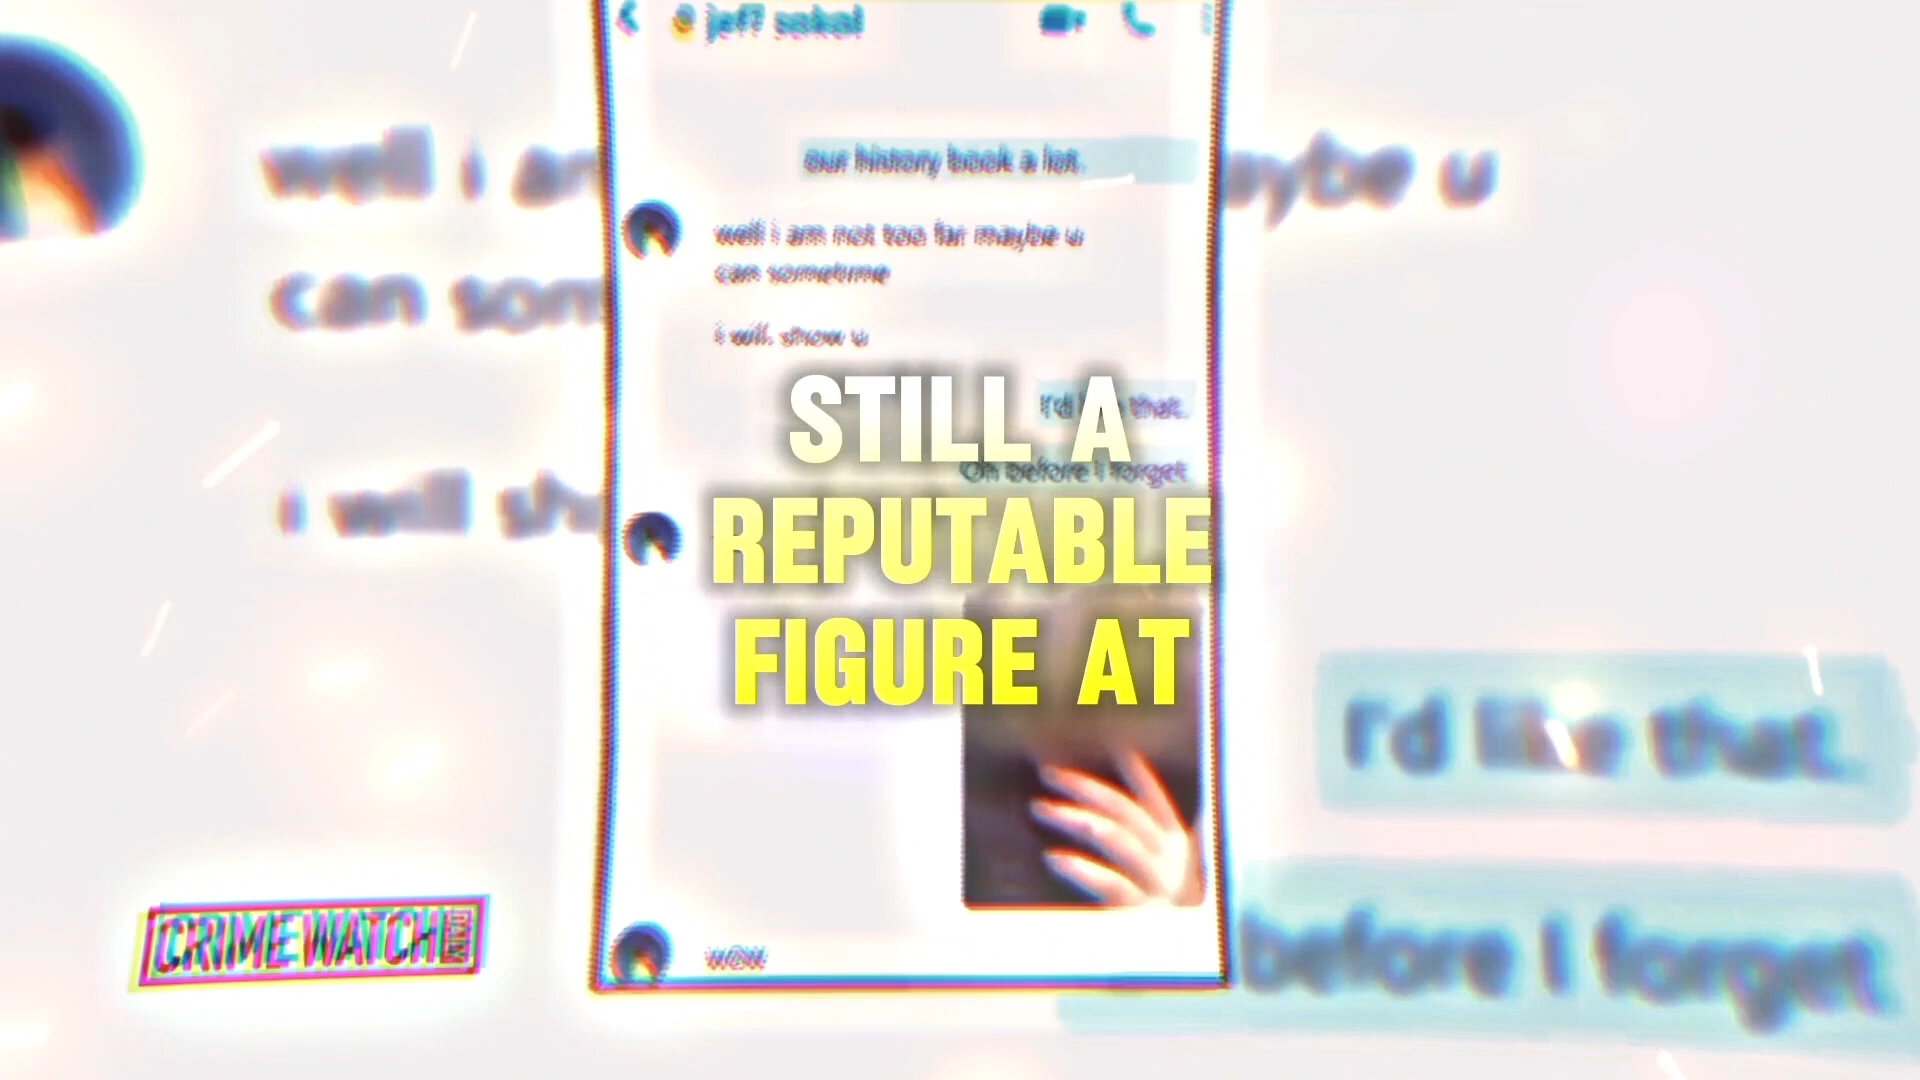 jeff sokol
our history book a lot.
well i am not too far maybe u
can sometime
i will. show u
I'd like that.
Oh before I forget
STILL A
REPUTABLE
FIGURE AT
wow
well i am
maybe u
can som
i will sh
I'd like that.
before I forget
CRIME WATCH DAILY